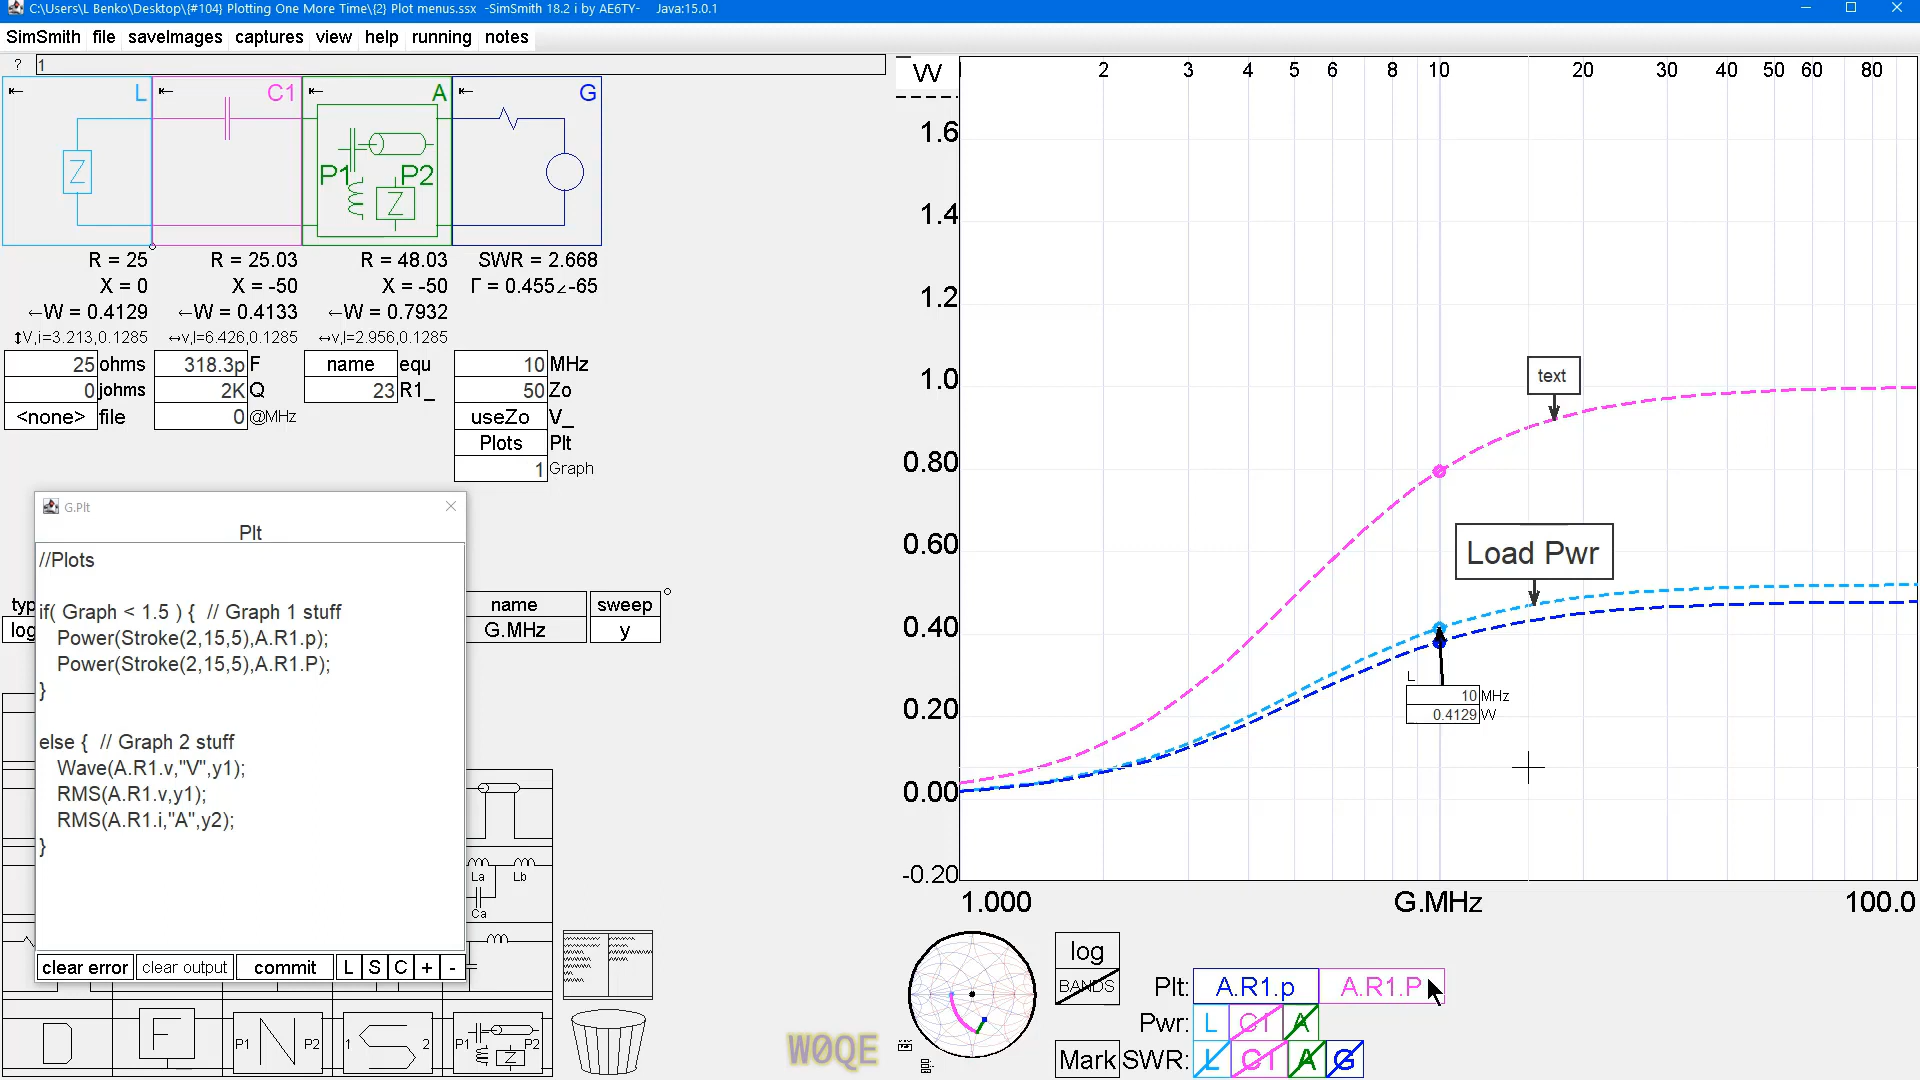 C:\Users\L Benko\Desktop\{#104} Plotting One More Time\{2} Plot menus.ssx -SimSmith 18.2 i by AE6TY- Java:15.0.1
SimSmith file saveImages captures view help running notes
? 1
L C1 A G
Z P1 P2 Z
R = 25 R = 25.03 R = 48.03 SWR = 2.668
X = 0 X = -50 X = -50 Γ = 0.455∠-65
←W = 0.4129 ←W = 0.4133 ←W = 0.7932
↕V,i=3.213,0.1285 ↔v,I=6.426,0.1285 ↔v,I=2.956,0.1285
25 ohms 318.3p F name equ 10 MHz
0 johms 2K Q 23 R1_ 50 Zo
<none> file 0 @MHz useZo V_
Plots Plt
1 Graph
G.Plt
Plt
//Plots
if( Graph < 1.5 ) { // Graph 1 stuff
Power(Stroke(2,15,5),A.R1.p);
Power(Stroke(2,15,5),A.R1.P);
}
else { // Graph 2 stuff
Wave(A.R1.v,"V",y1);
RMS(A.R1.v,y1);
RMS(A.R1.i,"A",y2);
}
clear error clear output commit L S C + -
typ name sweep
log G.MHz y
La Lb
Ca
D F P1 N P2 1 S 2 P1 P2 Z
W0QE
W 2 3 4 5 6 8 10 20 30 40 50 60 80
1.6
1.4
1.2
1.0
0.80
0.60
0.40
0.20
0.00
-0.20
text
Load Pwr
L
10 MHz
0.4129 W
1.000 G.MHz 100.0
log
BANDS
Plt: A.R1.p A.R1.P
Pwr: L C1 A
Mark SWR: L C1 A G